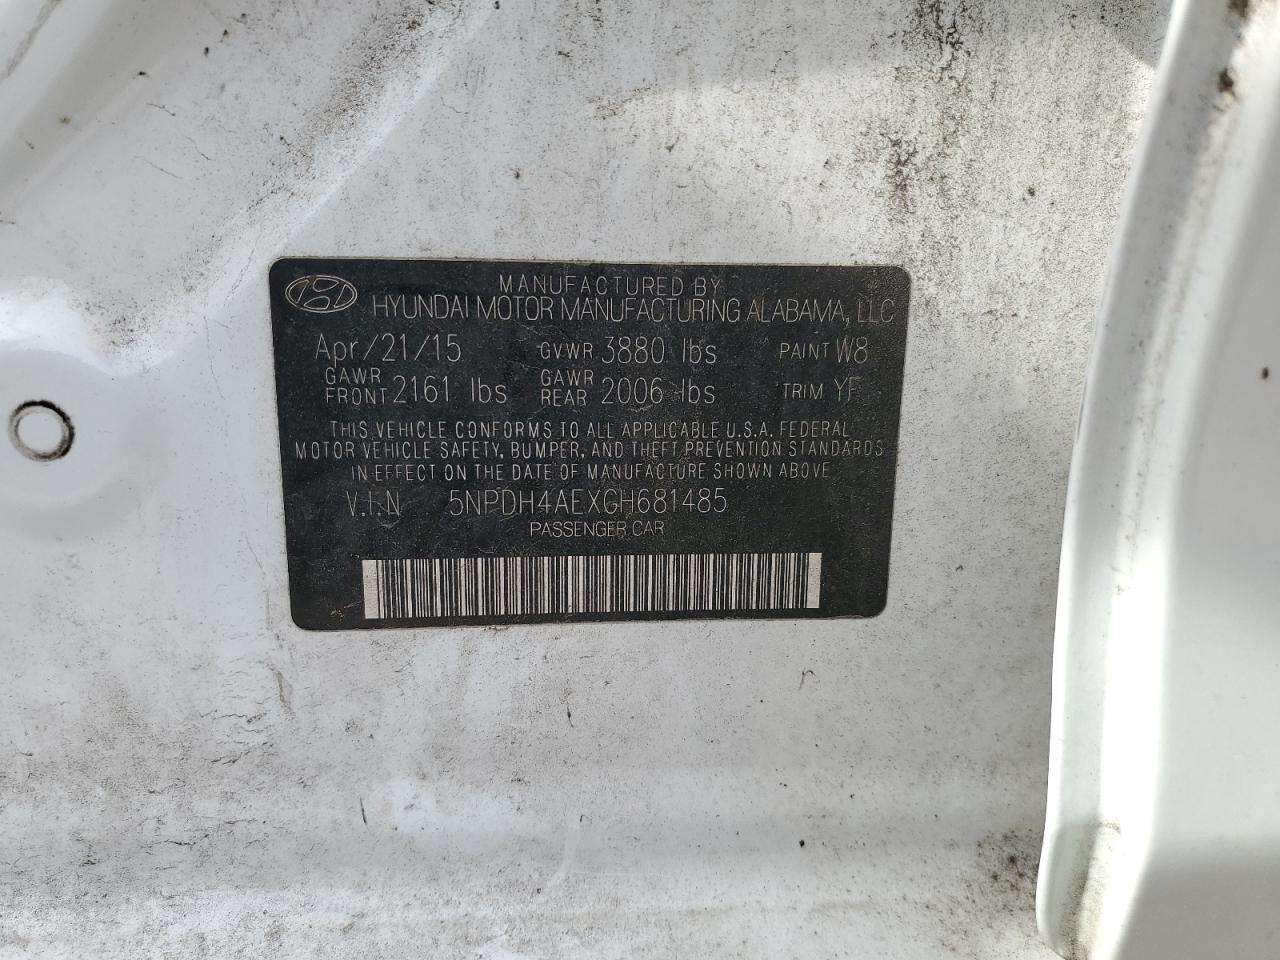 MANUFACTURED BY
HYUNDAI MOTOR MANUFACTURING ALABAMA, LLC
Apr/21/15 GVWR 3880 lbs PAINT W8
GAWR FRONT 2161 lbs GAWR REAR 2006 lbs TRIM YF
THIS VEHICLE CONFORMS TO ALL APPLICABLE U.S.A. FEDERAL
MOTOR VEHICLE SAFETY, BUMPER, AND THEFT PREVENTION STANDARDS
IN EFFECT ON THE DATE OF MANUFACTURE SHOWN ABOVE
V.I.N 5NPDH4AEXGH681485
PASSENGER CAR